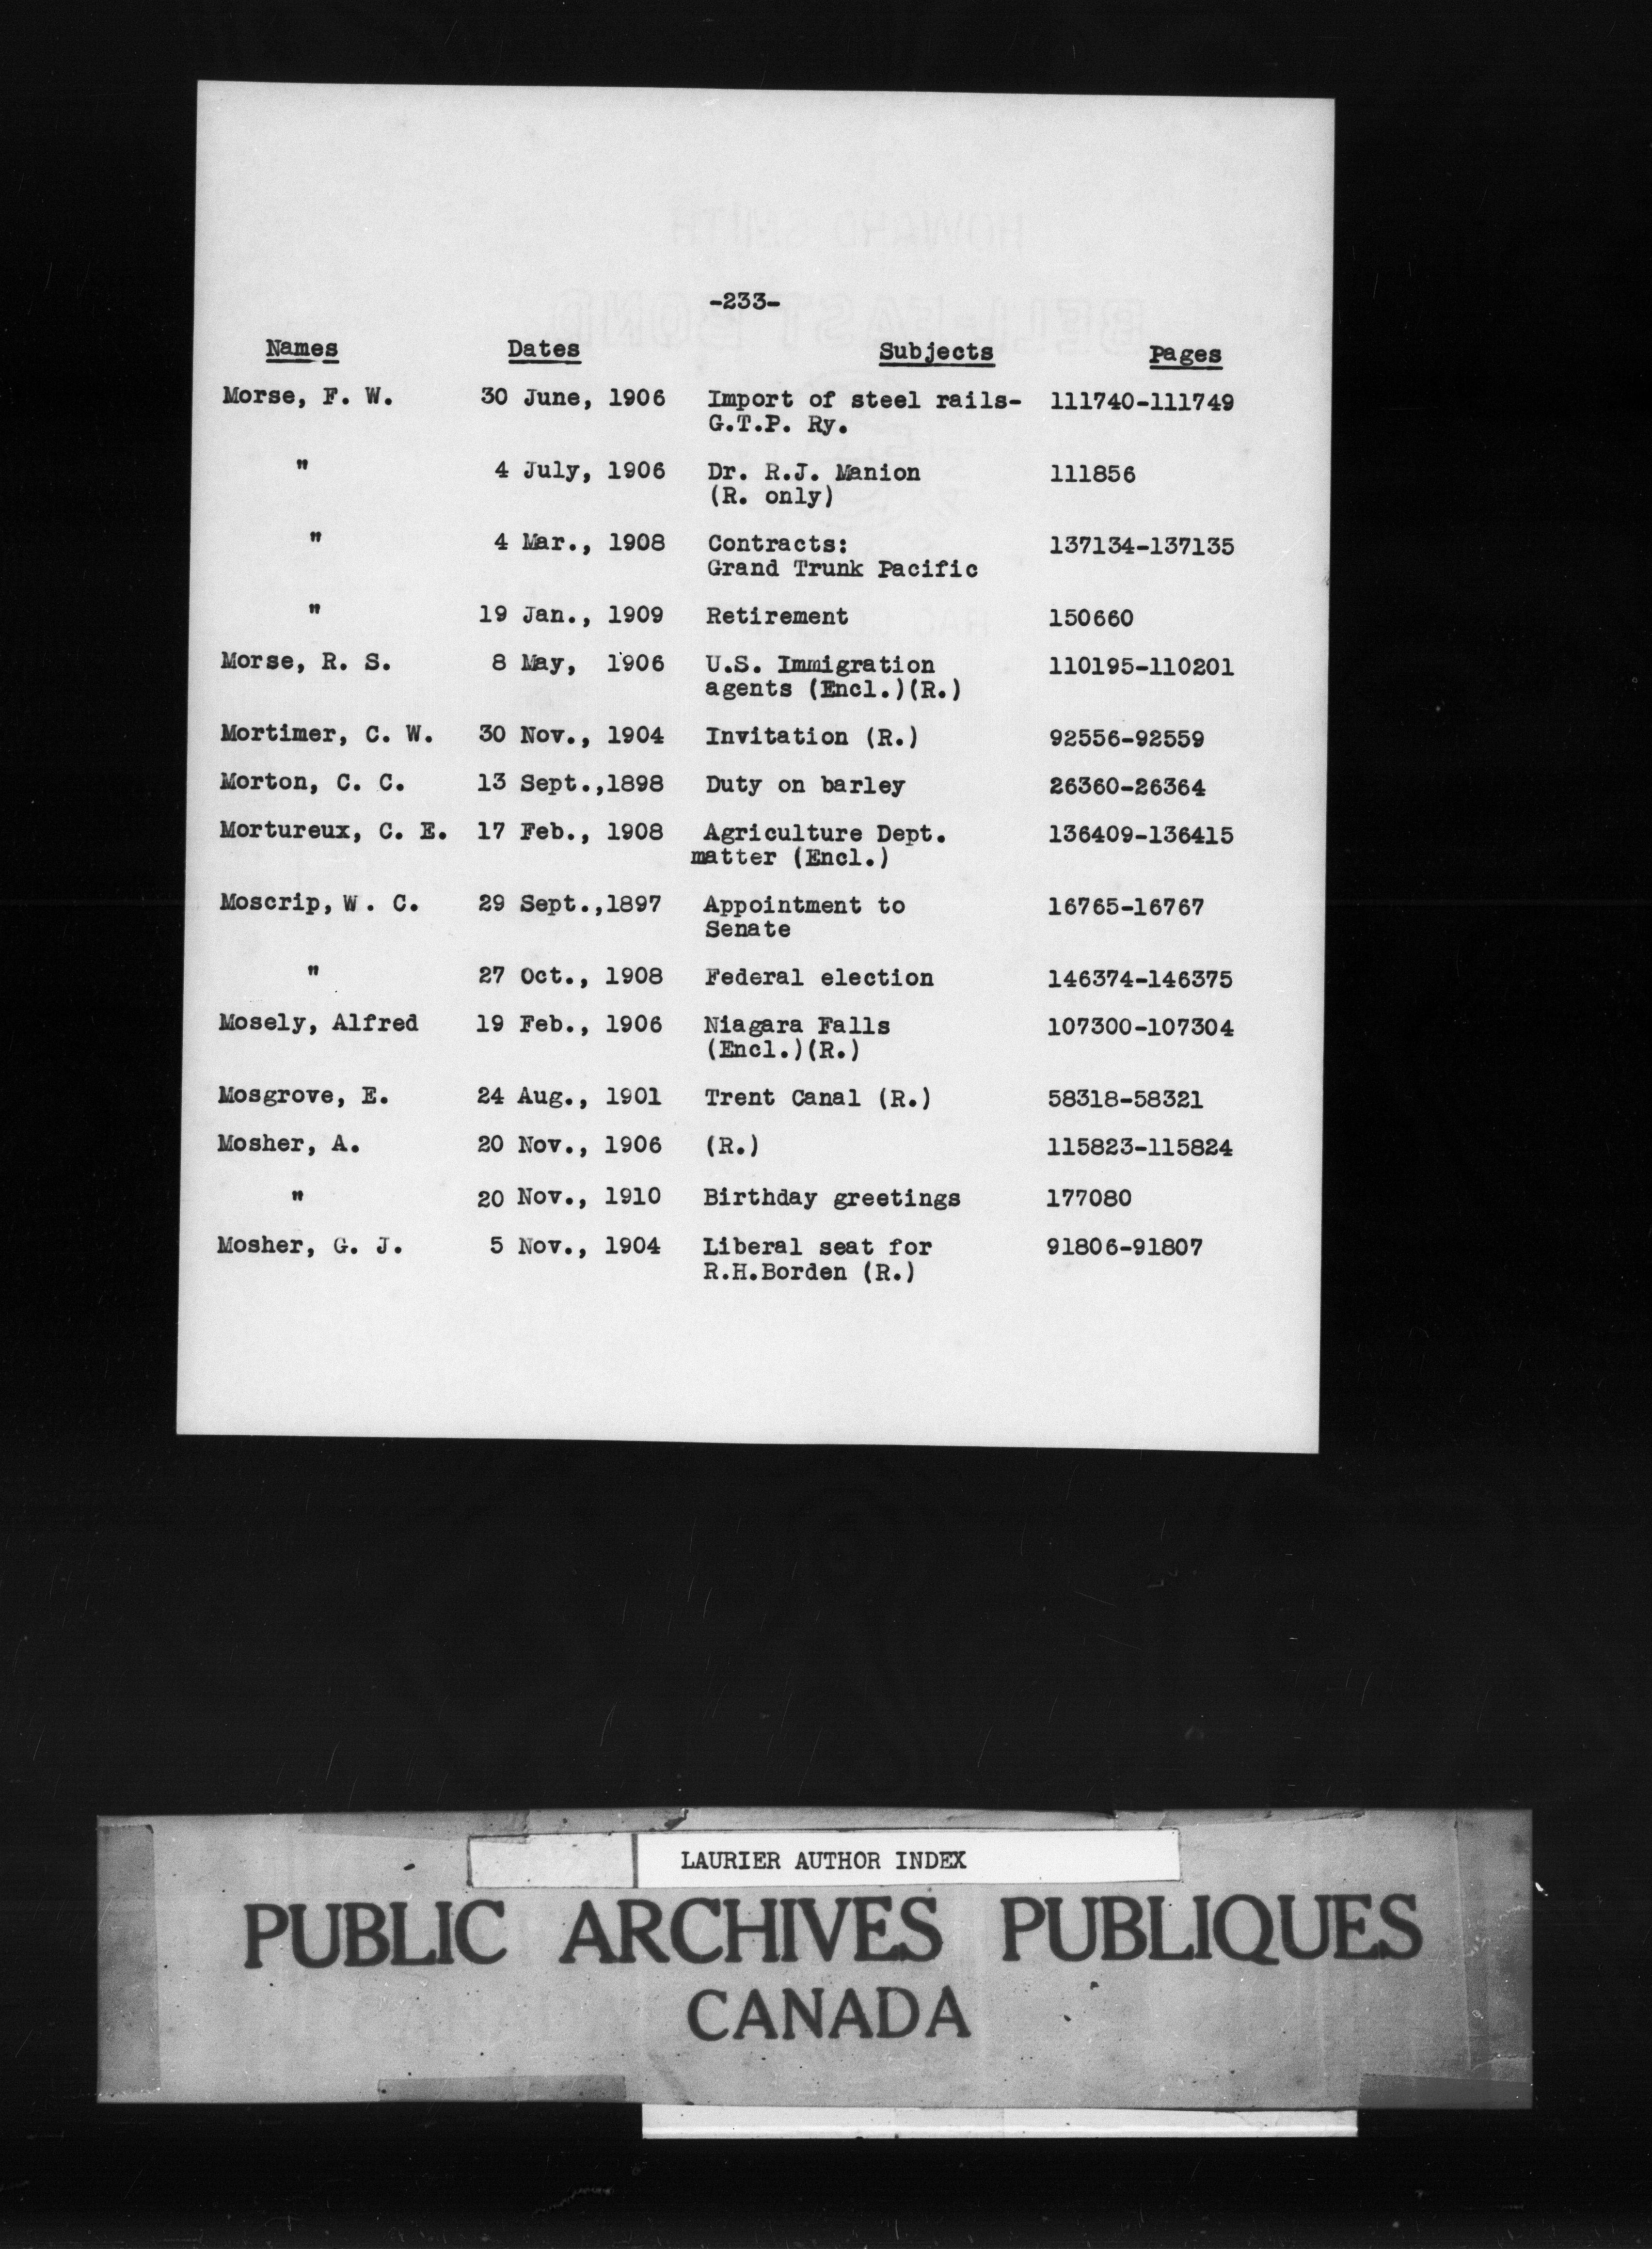 -233-
Names Dates Subjects Pages
Morse, F. W. 30 June, 1906 Import of steel rails- 111740-111749
G.T.P. Ry.
" 4 July, 1906 Dr. R.J. Manion 111856
(R. only)
" 4 Mar., 1908 Contracts: 137134-137135
Grand Trunk Pacific
" 19 Jan., 1909 Retirement 150660
Morse, R. S. 8 May, 1906 U.S. Immigration 110195-110201
agents (Encl.)(R.)
Mortimer, C. W. 30 Nov., 1904 Invitation (R.) 92556-92559
Morton, C. C. 13 Sept.,1898 Duty on barley 26360-26364
Mortureux, C. E. 17 Feb., 1908 Agriculture Dept. 136409-136415
matter (Encl.)
Moscrip, W. C. 29 Sept.,1897 Appointment to 16765-16767
Senate
" 27 Oct., 1908 Federal election 146374-146375
Mosely, Alfred 19 Feb., 1906 Niagara Falls 107300-107304
(Encl.)(R.)
Mosgrove, E. 24 Aug., 1901 Trent Canal (R.) 58318-58321
Mosher, A. 20 Nov., 1906 (R.) 115823-115824
" 20 Nov., 1910 Birthday greetings 177080
Mosher, G. J. 5 Nov., 1904 Liberal seat for 91806-91807
R.H.Borden (R.)
LAURIER AUTHOR INDEX
PUBLIC ARCHIVES PUBLIQUES
CANADA